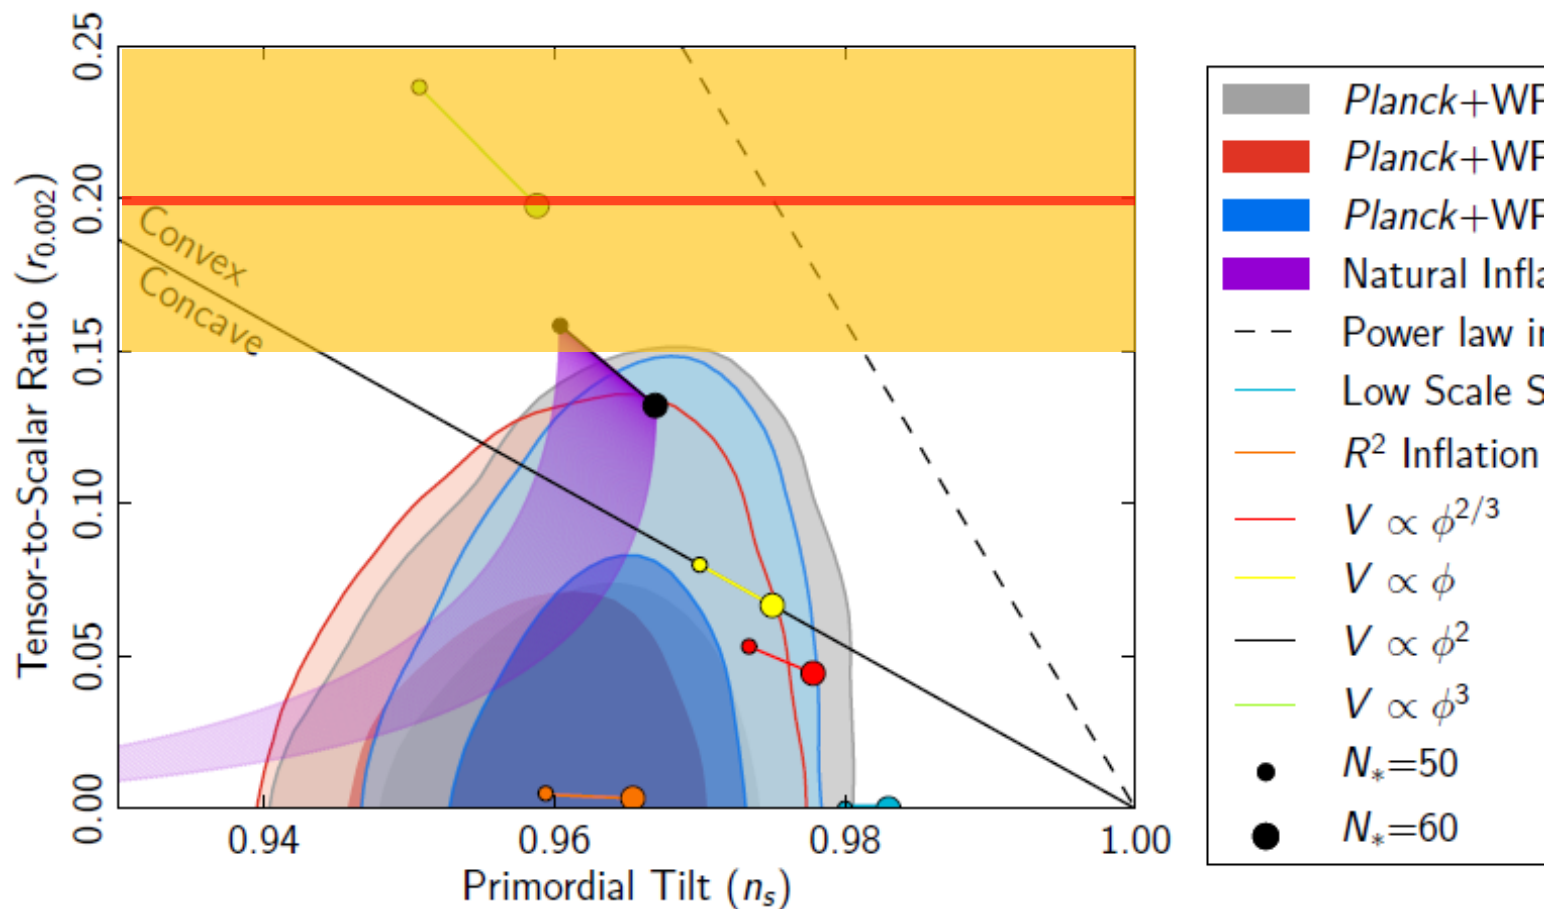 0.25
0.20
0.15
0.10
0.05
0.00
Tensor-to-Scalar Ratio (r₀.₀₀₂)
Convex
Concave
0.94 0.96 0.98 1.00
Primordial Tilt (nₛ)
Planck+WP
Planck+WP
Planck+WP
Natural Infla
Power law in
Low Scale S
R² Inflation
V ∝ φ²/³
V ∝ φ
V ∝ φ²
V ∝ φ³
N*=50
N*=60